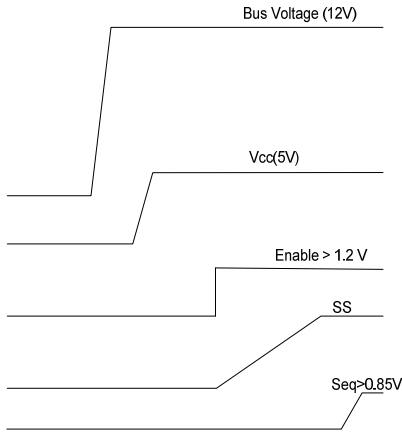 Bus Voltage (12V)
Vcc(5V)
Enable > 1.2 V
SS
Seq>0.85V